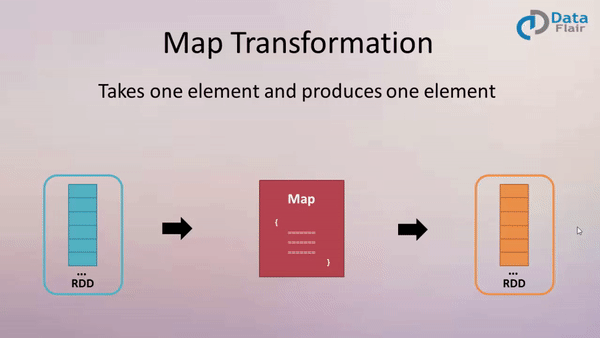 Data
Flair
Map Transformation
Takes one element and produces one element
Map
{
=======
=======
=======
}
...
RDD
...
RDD